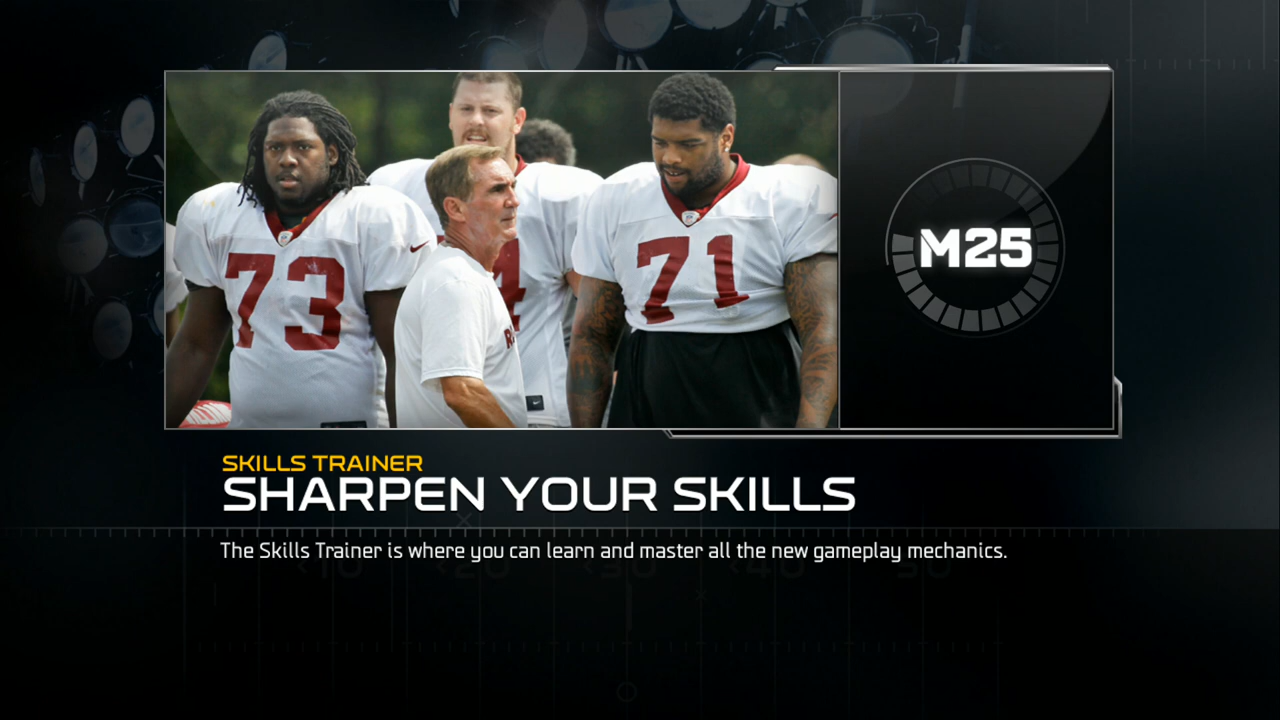 73
4
71
M25
SKILLS TRAINER
SHARPEN YOUR SKILLS
The Skills Trainer is where you can learn and master all the new gameplay mechanics.